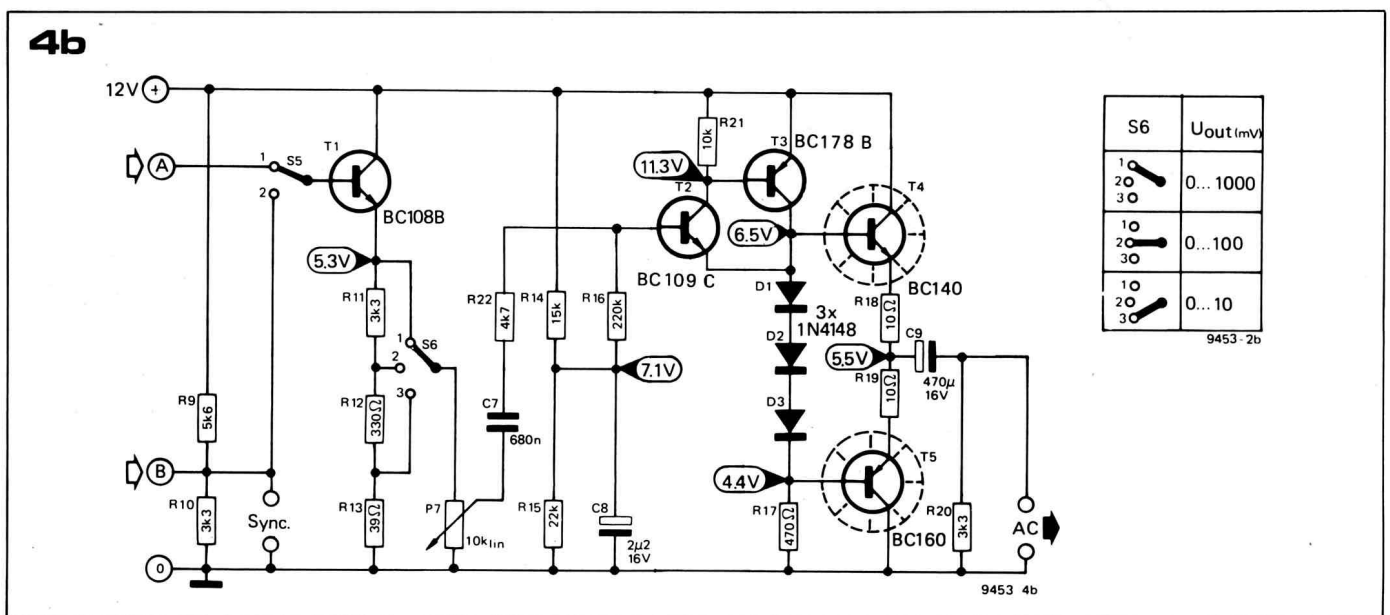 4b
12V +
R21
10k
T3
BC178 B
T1
1
S5
A
2
11.3V
T2
T4
BC108B
6.5V
5.3V
BC109 C
BC140
R11
3k3
R22
4k7
R14
15k
R16
220k
D1
3x
1N4148
R18
10Ω
C9
1
S6
2
3
7.1V
D2
5.5V
R19
10Ω
470µ
16V
R9
5k6
R12
330Ω
C7
680n
D3
T5
B
4.4V
R10
3k3
Sync.
R13
39Ω
P7
10k lin
R15
22k
C8
2µ2
16V
R17
470Ω
BC160
R20
3k3
AC
0
9453 4b
S6 Uout (mV)
1
2
3
0... 1000
1
2
3
0...100
1
2
3
0...10
9453 - 2b